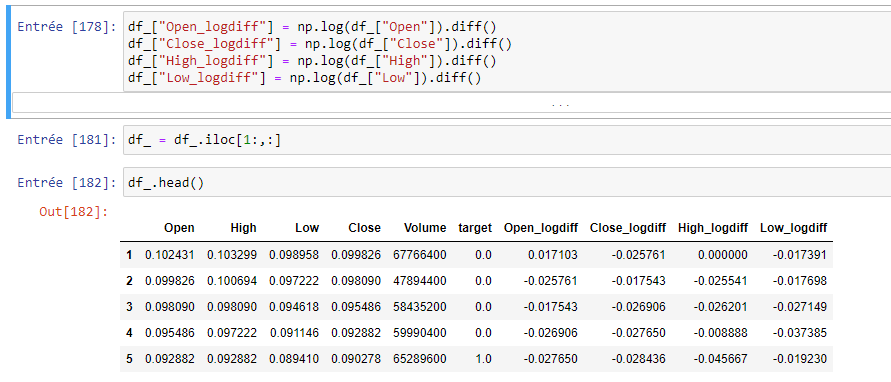 Entrée [178]: df_["Open_logdiff"] = np.log(df_["Open"]).diff()
df_["Close_logdiff"] = np.log(df_["Close"]).diff()
df_["High_logdiff"] = np.log(df_["High"]).diff()
df_["Low_logdiff"] = np.log(df_["Low"]).diff()
...
Entrée [181]: df_ = df_.iloc[1:,:]
Entrée [182]: df_.head()
Out[182]:
Open High Low Close Volume target Open_logdiff Close_logdiff High_logdiff Low_logdiff
1 0.102431 0.103299 0.098958 0.099826 67766400 0.0 0.017103 -0.025761 0.000000 -0.017391
2 0.099826 0.100694 0.097222 0.098090 47894400 0.0 -0.025761 -0.017543 -0.025541 -0.017698
3 0.098090 0.098090 0.094618 0.095486 58435200 0.0 -0.017543 -0.026906 -0.026201 -0.027149
4 0.095486 0.097222 0.091146 0.092882 59990400 0.0 -0.026906 -0.027650 -0.008888 -0.037385
5 0.092882 0.092882 0.089410 0.090278 65289600 1.0 -0.027650 -0.028436 -0.045667 -0.019230